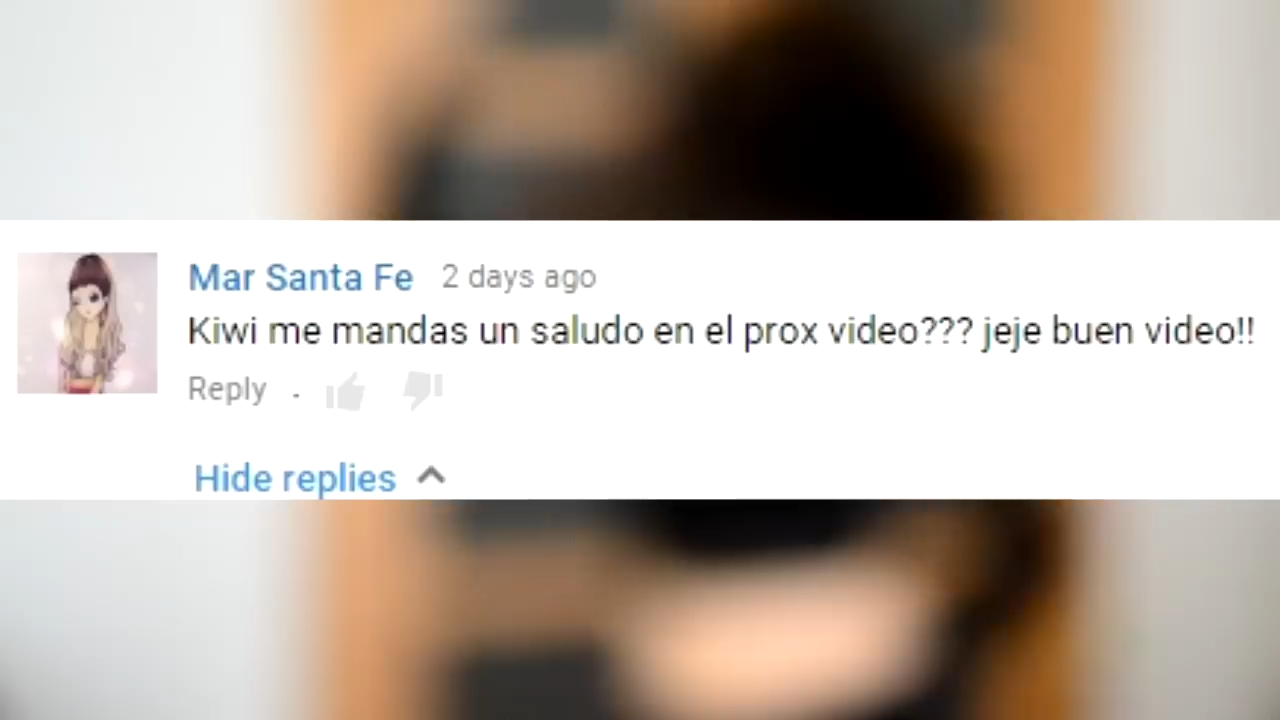 Mar Santa Fe 2 days ago
Kiwi me mandas un saludo en el prox video??? jeje buen video!!
Reply .
Hide replies